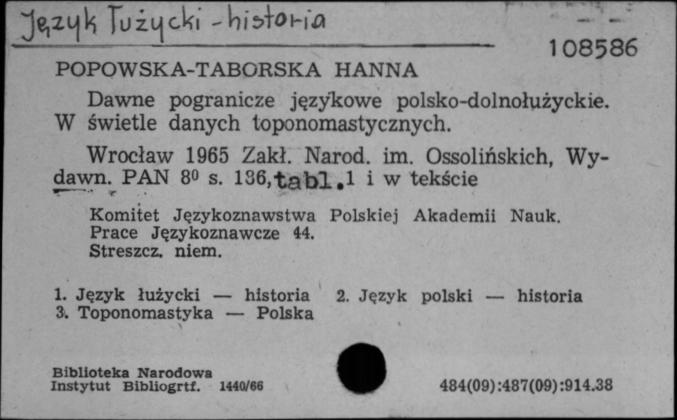 Język łużycki - historia
108586
POPOWSKA-TABORSKA HANNA
Dawne pogranicze językowe polsko-dolnołużyckie.
W świetle danych toponomastycznych.
Wrocław 1965 Zakł. Narod. im. Ossolińskich, Wy-
dawn. PAN 8⁰ s. 136, tabl. 1 i w tekście
Komitet Językoznawstwa Polskiej Akademii Nauk.
Prace Językoznawcze 44.
Streszcz. niem.
1. Język łużycki — historia 2. Język polski — historia
3. Toponomastyka — Polska
Biblioteka Narodowa
Instytut Bibliogrtf. 1440/66 484(09):487(09):914.38